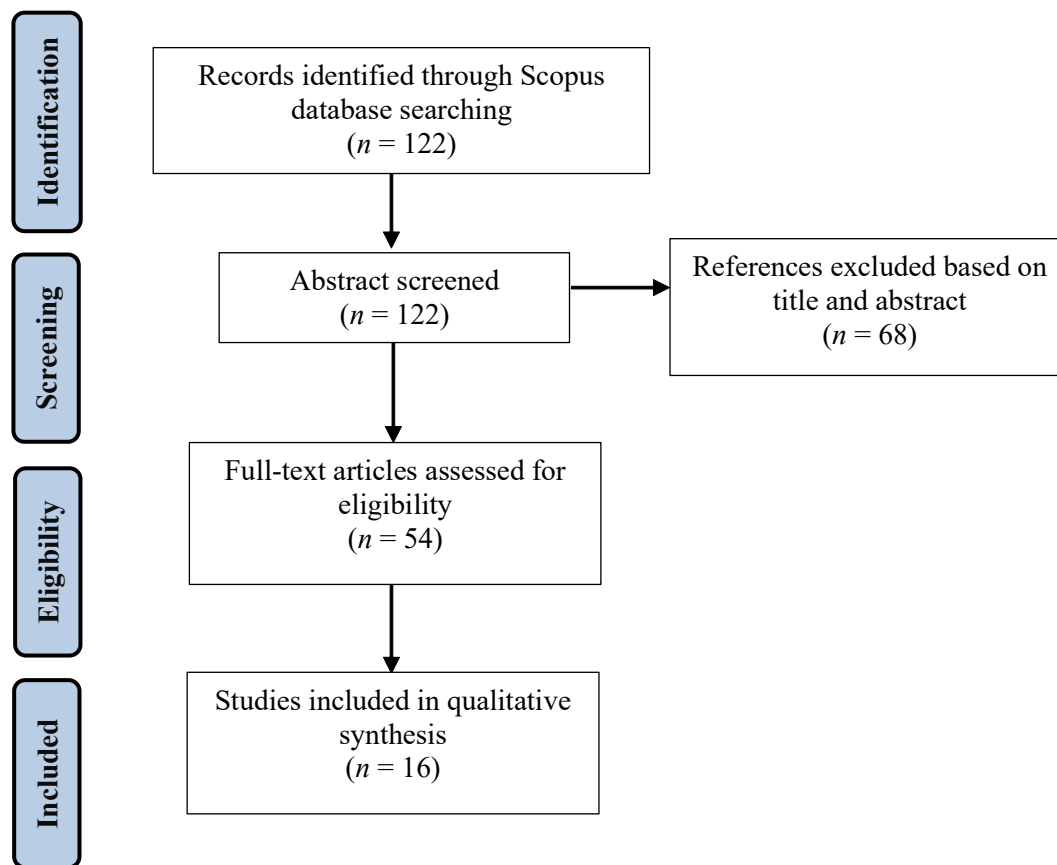 Identification
Records identified through Scopus
database searching
(n = 122)
Screening
Abstract screened
(n = 122)
References excluded based on
title and abstract
(n = 68)
Eligibility
Full-text articles assessed for
eligibility
(n = 54)
Included
Studies included in qualitative
synthesis
(n = 16)